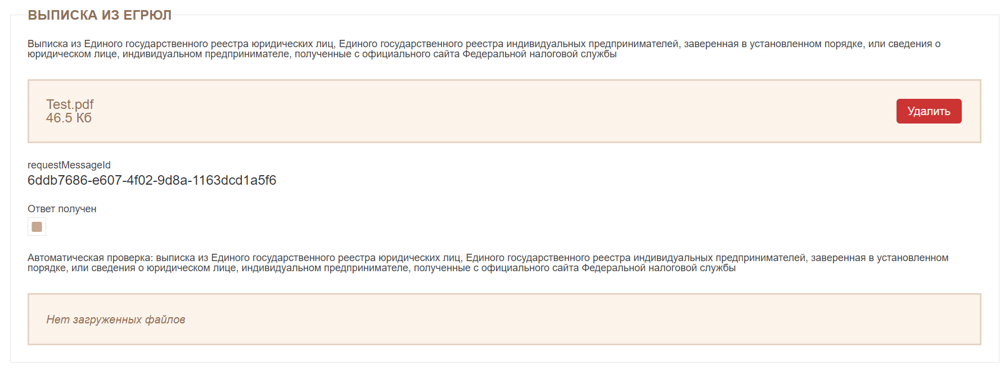 ВЫПИСКА ИЗ ЕГРЮЛ
Выписка из Единого государственного реестра юридических лиц, Единого государственного реестра индивидуальных предпринимателей, заверенная в установленном порядке, или сведения о
юридическом лице, индивидуальном предпринимателе, полученные с официального сайта Федеральной налоговой службы
Test.pdf
46.5 Кб
Удалить
requestMessageId
6ddb7686-e607-4f02-9d8a-1163dcd1a5f6
Ответ получен
Автоматическая проверка: выписка из Единого государственного реестра юридических лиц, Единого государственного реестра индивидуальных предпринимателей, заверенная в установленном
порядке, или сведения о юридическом лице, индивидуальном предпринимателе, полученные с официального сайта Федеральной налоговой службы
Нет загруженных файлов